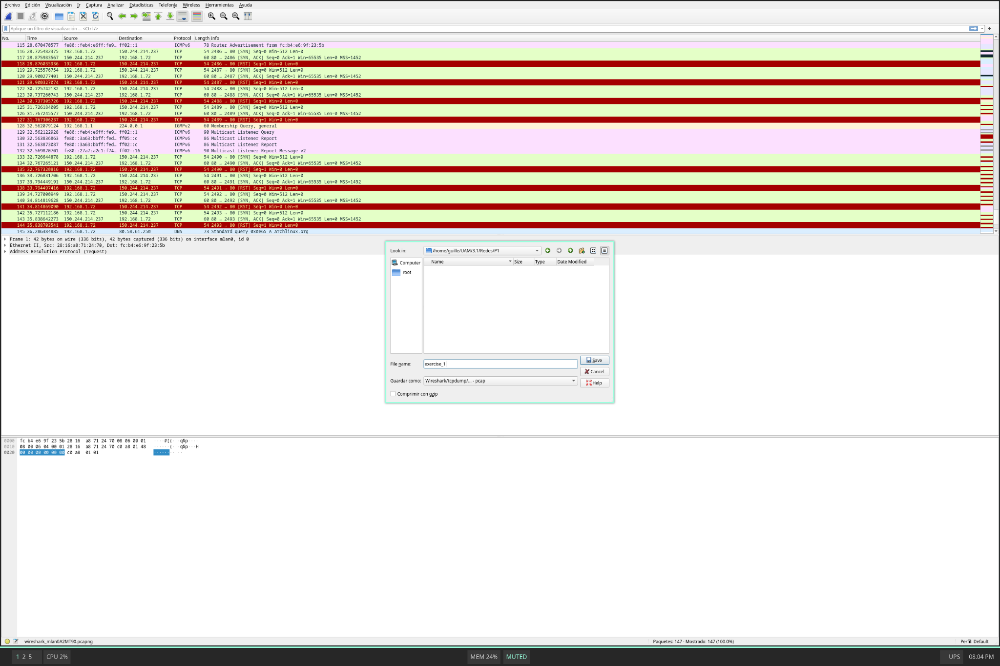 Archivo Edición Visualización Ir Captura Analizar Estadísticas Telefonía Wireless Herramientas Ayuda
Aplique un filtro de visualización ... <Ctrl-/>
No. Time Source Destination Protocol Length Info
115 28.670470577 fe80::feb4:e6ff:fe9… ff02::1 ICMPv6 78 Router Advertisement from fc:b4:e6:9f:23:5b
116 28.725482375 192.168.1.72 150.244.214.237 TCP 54 2486 → 80 [SYN] Seq=0 Win=512 Len=0
117 28.875983567 150.244.214.237 192.168.1.72 TCP 60 80 → 2486 [SYN, ACK] Seq=0 Ack=1 Win=65535 Len=0 MSS=1452
118 28.876035936 192.168.1.72 150.244.214.237 TCP 54 2486 → 80 [RST] Seq=1 Win=0 Len=0
119 29.725576754 192.168.1.72 150.244.214.237 TCP 54 2487 → 80 [SYN] Seq=0 Win=512 Len=0
120 29.900277401 150.244.214.237 192.168.1.72 TCP 60 80 → 2487 [SYN, ACK] Seq=0 Ack=1 Win=65535 Len=0 MSS=1452
121 29.900327074 192.168.1.72 150.244.214.237 TCP 54 2487 → 80 [RST] Seq=1 Win=0 Len=0
122 30.725742132 192.168.1.72 150.244.214.237 TCP 54 2488 → 80 [SYN] Seq=0 Win=512 Len=0
123 30.737260743 150.244.214.237 192.168.1.72 TCP 60 80 → 2488 [SYN, ACK] Seq=0 Ack=1 Win=65535 Len=0 MSS=1452
124 30.737305726 192.168.1.72 150.244.214.237 TCP 54 2488 → 80 [RST] Seq=1 Win=0 Len=0
125 31.726184005 192.168.1.72 150.244.214.237 TCP 54 2489 → 80 [SYN] Seq=0 Win=512 Len=0
126 31.767245577 150.244.214.237 192.168.1.72 TCP 60 80 → 2489 [SYN, ACK] Seq=0 Ack=1 Win=65535 Len=0 MSS=1452
127 31.767306237 192.168.1.72 150.244.214.237 TCP 54 2489 → 80 [RST] Seq=1 Win=0 Len=0
128 32.562079124 192.168.1.1 224.0.0.1 IGMPv2 60 Membership Query, general
129 32.562122928 fe80::feb4:e6ff:fe9… ff02::1 ICMPv6 90 Multicast Listener Query
130 32.563836863 fe80::3a63:bbff:fed… ff05::c ICMPv6 86 Multicast Listener Report
131 32.563873087 fe80::3a63:bbff:fed… ff02::c ICMPv6 86 Multicast Listener Report
132 32.569870701 fe80::27a7:a2c1:f74… ff02::16 ICMPv6 90 Multicast Listener Report Message v2
133 32.726644878 192.168.1.72 150.244.214.237 TCP 54 2490 → 80 [SYN] Seq=0 Win=512 Len=0
134 32.767265121 150.244.214.237 192.168.1.72 TCP 60 80 → 2490 [SYN, ACK] Seq=0 Ack=1 Win=65535 Len=0 MSS=1452
135 32.767320816 192.168.1.72 150.244.214.237 TCP 54 2490 → 80 [RST] Seq=1 Win=0 Len=0
136 33.726831706 192.168.1.72 150.244.214.237 TCP 54 2491 → 80 [SYN] Seq=0 Win=512 Len=0
137 33.794449191 150.244.214.237 192.168.1.72 TCP 60 80 → 2491 [SYN, ACK] Seq=0 Ack=1 Win=65535 Len=0 MSS=1452
138 33.794497416 192.168.1.72 150.244.214.237 TCP 54 2491 → 80 [RST] Seq=1 Win=0 Len=0
139 34.727000949 192.168.1.72 150.244.214.237 TCP 54 2492 → 80 [SYN] Seq=0 Win=512 Len=0
140 34.814819628 150.244.214.237 192.168.1.72 TCP 60 80 → 2492 [SYN, ACK] Seq=0 Ack=1 Win=65535 Len=0 MSS=1452
141 34.814869090 192.168.1.72 150.244.214.237 TCP 54 2492 → 80 [RST] Seq=1 Win=0 Len=0
142 35.727112186 192.168.1.72 150.244.214.237 TCP 54 2493 → 80 [SYN] Seq=0 Win=512 Len=0
143 35.838642273 150.244.214.237 192.168.1.72 TCP 60 80 → 2493 [SYN, ACK] Seq=0 Ack=1 Win=65535 Len=0 MSS=1452
144 35.838703541 192.168.1.72 150.244.214.237 TCP 54 2493 → 80 [RST] Seq=1 Win=0 Len=0
145 36.286384885 192.168.1.72 80.58.61.250 DNS 73 Standard query 0x0e65 A archlinux.org
Frame 1: 42 bytes on wire (336 bits), 42 bytes captured (336 bits) on interface mlan0, id 0
Ethernet II, Src: 28:16:a8:71:24:70, Dst: fc:b4:e6:9f:23:5b
Address Resolution Protocol (request)
Look in: /home/guille/UAM/3.1/Redes/P1
Name Size Type Date Modified
Computer
root
File name: exercise_1
Save
Cancel
Guardar como: Wireshark/tcpdump/... - pcap
Help
Comprimir con gzip
0000 fc b4 e6 9f 23 5b 28 16 a8 71 24 70 08 06 00 01 ····#[(· ·q$p····
0010 08 00 06 04 00 01 28 16 a8 71 24 70 c0 a8 01 48 ······(· ·q$p···H
0020 00 00 00 00 00 00 c0 a8 01 01 ········ ··
wireshark_mlan0A2MT90.pcapng
Paquetes: 147 · Mostrado: 147 (100.0%)
Perfil: Default
1 2 5 CPU 2% MEM 24% MUTED UPS 08:04 PM